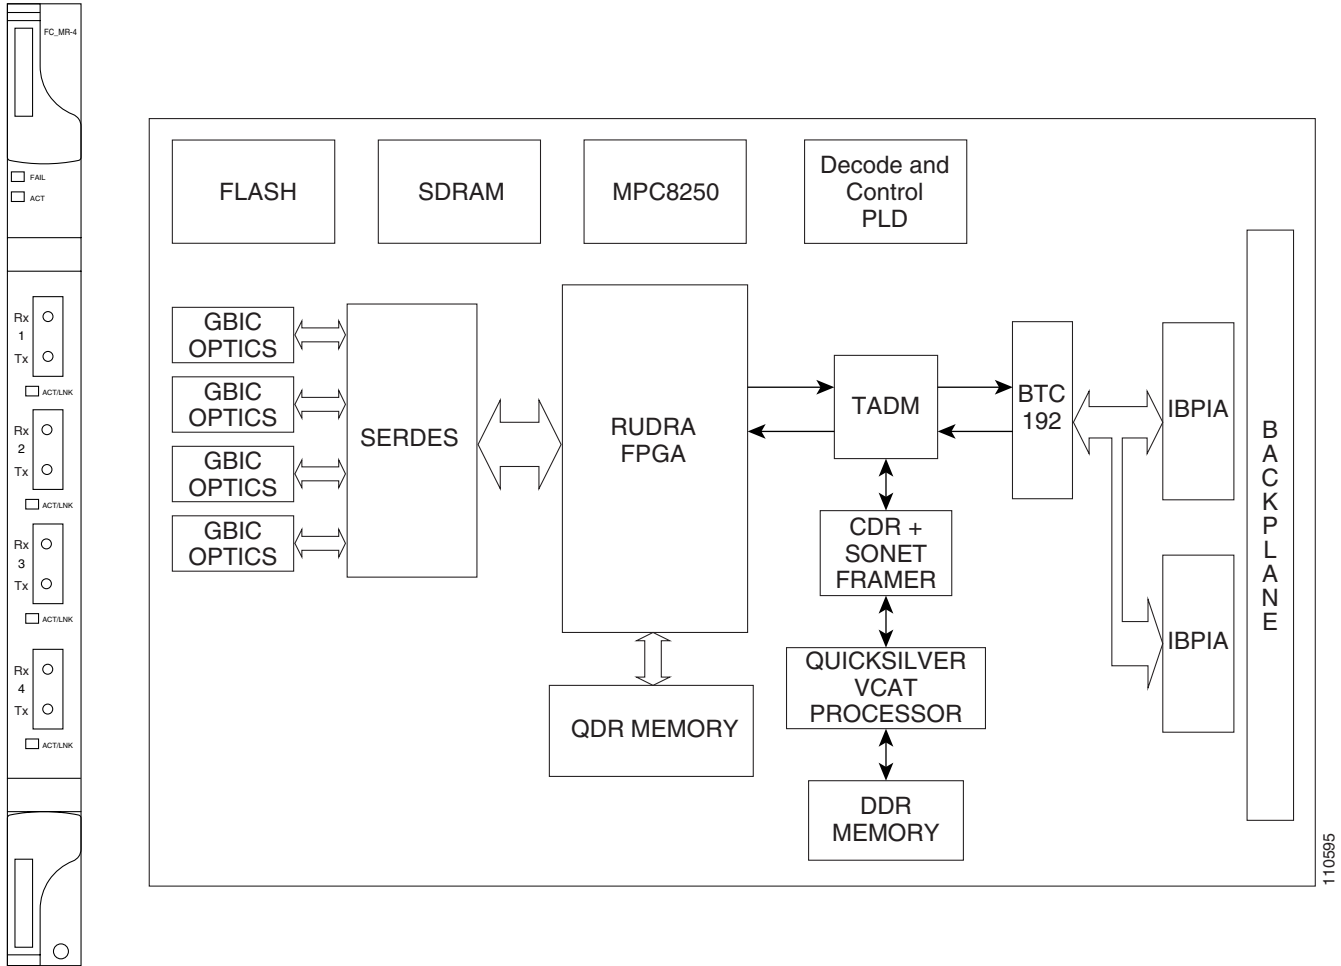 FC_MR-4
FAIL
ACT
Rx
1
Tx
ACT/LNK
Rx
2
Tx
ACT/LNK
Rx
3
Tx
ACT/LNK
Rx
4
Tx
ACT/LNK
FLASH
SDRAM
MPC8250
Decode and
Control
PLD
GBIC
OPTICS
GBIC
OPTICS
GBIC
OPTICS
GBIC
OPTICS
SERDES
RUDRA
FPGA
QDR MEMORY
TADM
CDR +
SONET
FRAMER
QUICKSILVER
VCAT
PROCESSOR
DDR
MEMORY
BTC
192
IBPIA
IBPIA
BACKPLANE
110595